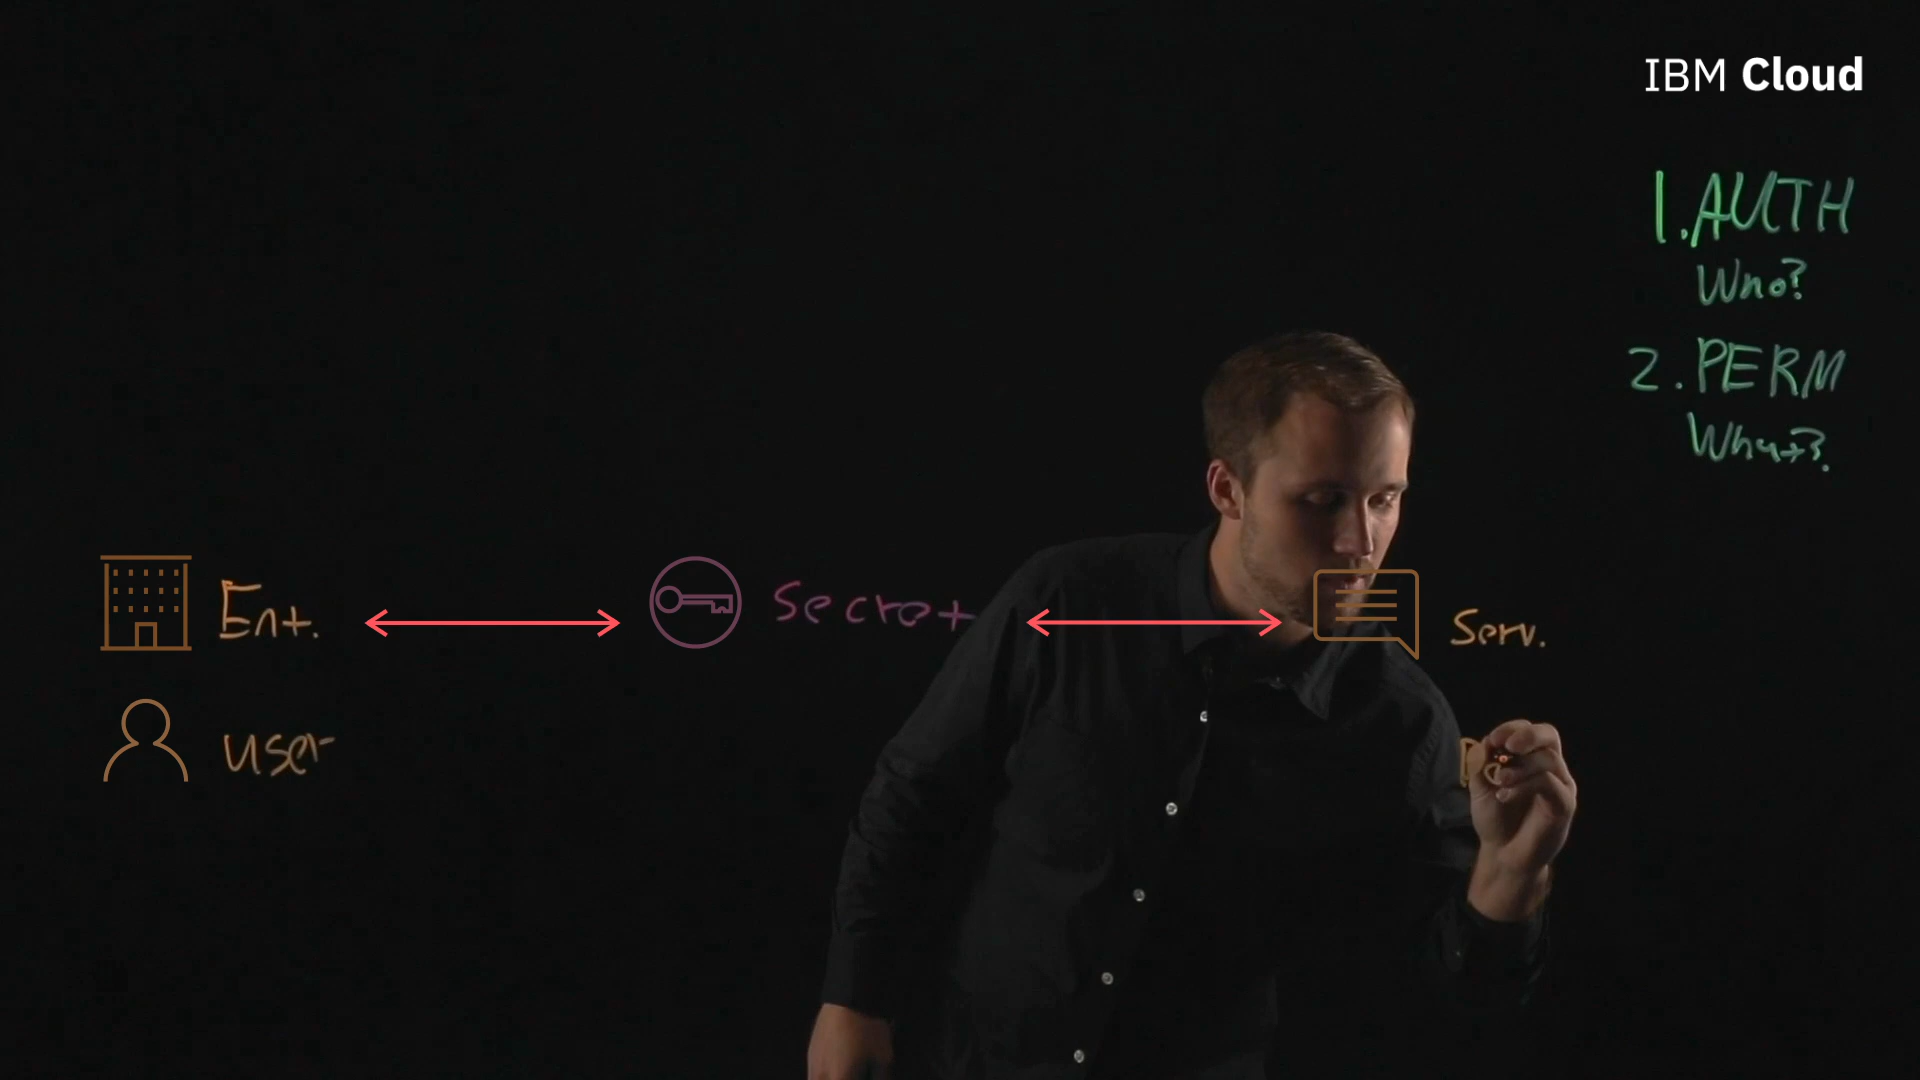 IBM Cloud
1. AUTH
Who?
2. PERM
What?
Ent.
Secret
Serv.
user